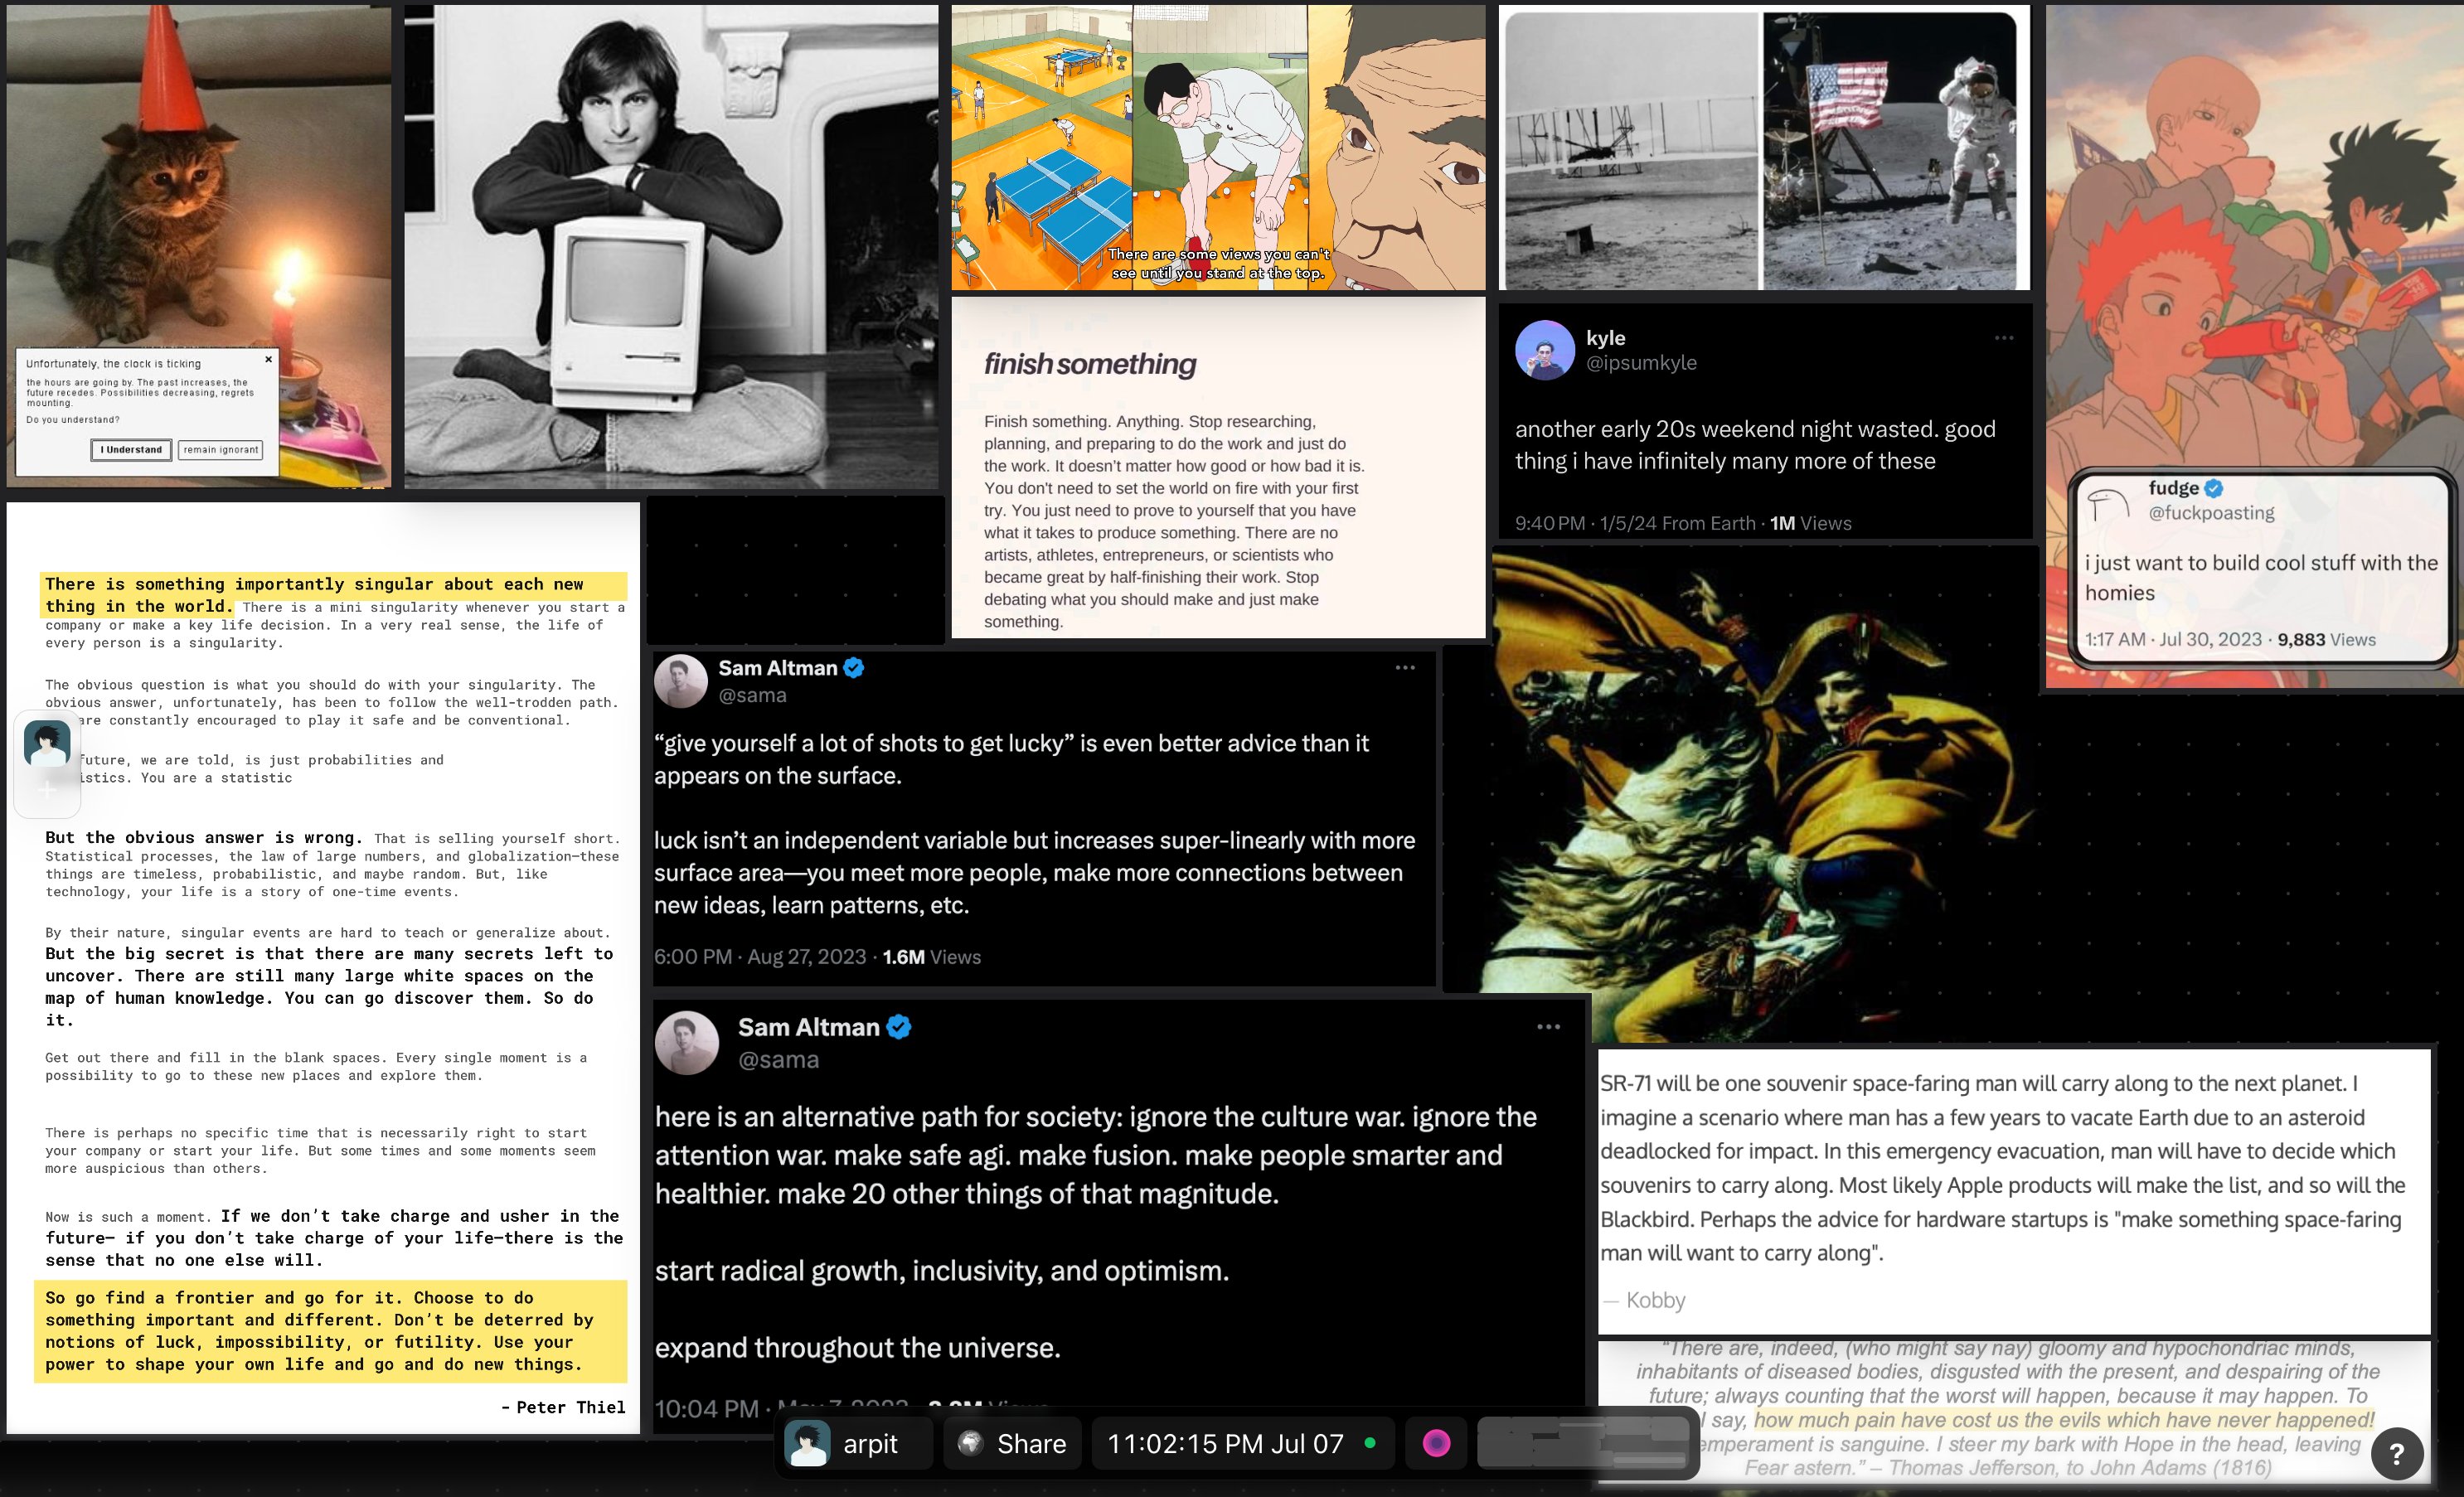 Unfortunately, the clock is ticking
the hours are going by. The past increases, the
future recedes. Possibilities decreasing, regrets
mounting.
Do you understand?
I Understand
remain ignorant
There are some views you can't
see until you stand at the top.
finish something
Finish something. Anything. Stop researching,
planning, and preparing to do the work and just do
the work. It doesn't matter how good or how bad it is.
You don't need to set the world on fire with your first
try. You just need to prove to yourself that you have
what it takes to produce something. There are no
artists, athletes, entrepreneurs, or scientists who
became great by half-finishing their work. Stop
debating what you should make and just make
something.
kyle
@ipsumkyle
another early 20s weekend night wasted. good
thing i have infinitely many more of these
9:40 PM · 1/5/24 From Earth · 1M Views
fudge
@fuckpoasting
i just want to build cool stuff with the
homies
1:17 AM · Jul 30, 2023 · 9,883 Views
There is something importantly singular about each new
thing in the world. There is a mini singularity whenever you start a
company or make a key life decision. In a very real sense, the life of
every person is a singularity.
The obvious question is what you should do with your singularity. The
obvious answer, unfortunately, has been to follow the well-trodden path.
are constantly encouraged to play it safe and be conventional.
future, we are told, is just probabilities and
istics. You are a statistic
But the obvious answer is wrong. That is selling yourself short.
Statistical processes, the law of large numbers, and globalization—these
things are timeless, probabilistic, and maybe random. But, like
technology, your life is a story of one-time events.
By their nature, singular events are hard to teach or generalize about.
But the big secret is that there are many secrets left to
uncover. There are still many large white spaces on the
map of human knowledge. You can go discover them. So do
it.
Get out there and fill in the blank spaces. Every single moment is a
possibility to go to these new places and explore them.
There is perhaps no specific time that is necessarily right to start
your company or start your life. But some times and some moments seem
more auspicious than others.
Now is such a moment. If we don't take charge and usher in the
future— if you don't take charge of your life—there is the
sense that no one else will.
So go find a frontier and go for it. Choose to do
something important and different. Don't be deterred by
notions of luck, impossibility, or futility. Use your
power to shape your own life and go and do new things.
- Peter Thiel
Sam Altman
@sama
“give yourself a lot of shots to get lucky” is even better advice than it
appears on the surface.
luck isn't an independent variable but increases super-linearly with more
surface area—you meet more people, make more connections between
new ideas, learn patterns, etc.
6:00 PM · Aug 27, 2023 · 1.6M Views
Sam Altman
@sama
here is an alternative path for society: ignore the culture war. ignore the
attention war. make safe agi. make fusion. make people smarter and
healthier. make 20 other things of that magnitude.
start radical growth, inclusivity, and optimism.
expand throughout the universe.
10:04 PM ·
SR-71 will be one souvenir space-faring man will carry along to the next planet. I
imagine a scenario where man has a few years to vacate Earth due to an asteroid
deadlocked for impact. In this emergency evacuation, man will have to decide which
souvenirs to carry along. Most likely Apple products will make the list, and so will the
Blackbird. Perhaps the advice for hardware startups is "make something space-faring
man will want to carry along".
— Kobby
“There are, indeed, (who might say nay) gloomy and hypochondriac minds,
inhabitants of diseased bodies, disgusted with the present, and despairing of the
future; always counting that the worst will happen, because it may happen. To
say, how much pain have cost us the evils which have never happened!
temperament is sanguine. I steer my bark with Hope in the head, leaving
Fear astern.” – Thomas Jefferson, to John Adams (1816)
arpit
Share
11:02:15 PM Jul 07
?